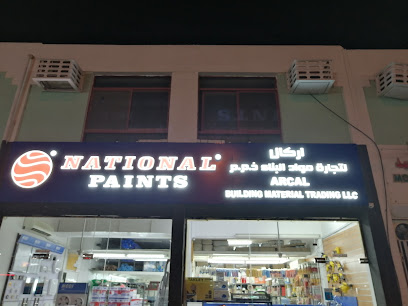 NATIONAL®
PAINTS
اركال
لتجارة مواد البناء ذ.م.م
ARCAL
BUILDING MATERIAL TRADING LLC